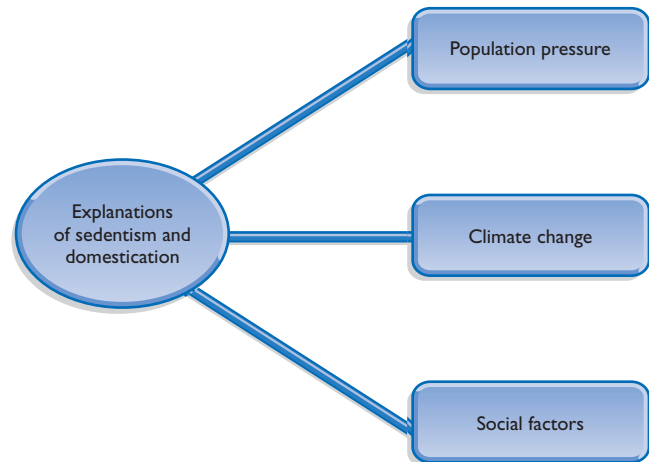 Explanations
of sedentism and
domestication
Population pressure
Climate change
Social factors